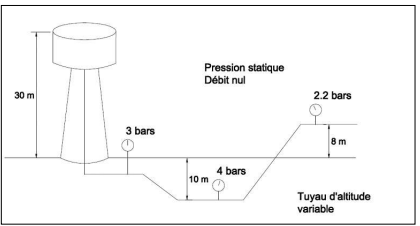 Pression statique
Débit nul
2.2 bars
30 m
3 bars
8 m
10 m
4 bars
Tuyau d'altitude
variable